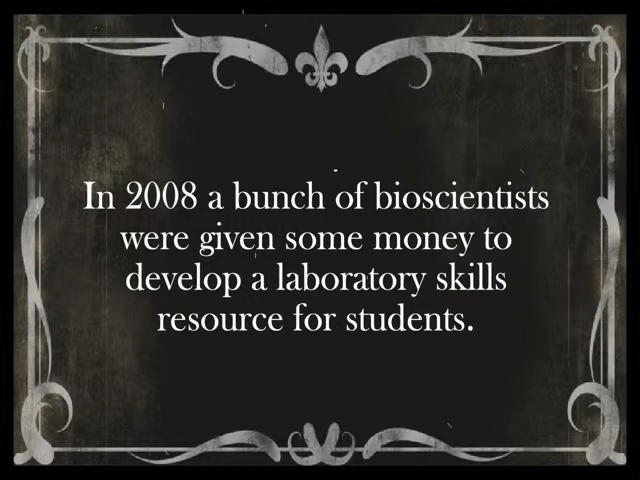 In 2008 a bunch of bioscientists
were given some money to
develop a laboratory skills
resource for students.